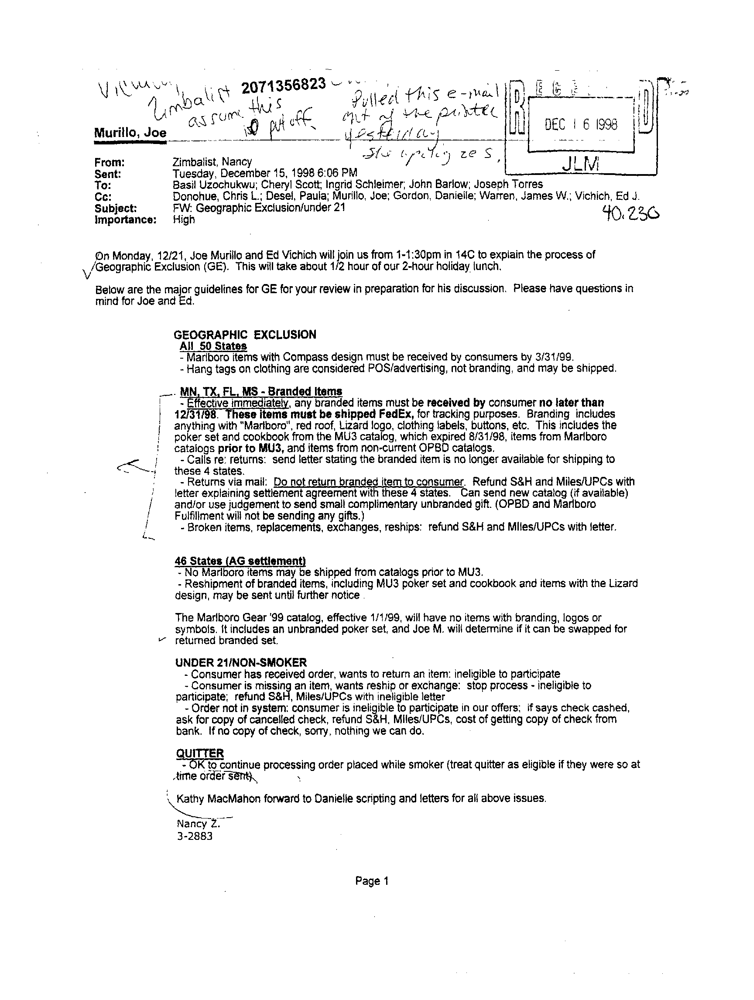 Zimbalist 2071356823
assume this
is put off
Pulled this e-mail
out of the printer
yesterday
She apologizes.
DEC 16 1998
JLM
Murillo, Joe
From: Zimbalist, Nancy
Sent: Tuesday, December 15, 1998 6:06 PM
To: Basil Uzochukwu; Cheryl Scott; Ingrid Schleimer; John Barlow; Joseph Torres
Cc: Donohue, Chris L.; Desel, Paula; Murillo, Joe; Gordon, Danielle; Warren, James W.; Vichich, Ed J.
Subject: FW: Geographic Exclusion/under 21
Importance: High
40.230
On Monday, 12/21, Joe Murillo and Ed Vichich will join us from 1-1:30pm in 14C to explain the process of
Geographic Exclusion (GE). This will take about 1/2 hour of our 2-hour holiday lunch.
Below are the major guidelines for GE for your review in preparation for his discussion. Please have questions in
mind for Joe and Ed.
GEOGRAPHIC EXCLUSION
All 50 States
- Marlboro items with Compass design must be received by consumers by 3/31/99.
- Hang tags on clothing are considered POS/advertising, not branding, and may be shipped.
MN, TX, FL, MS - Branded Items
- Effective immediately, any branded items must be received by consumer no later than
12/31/98. These items must be shipped FedEx, for tracking purposes. Branding includes
anything with "Marlboro", red roof, Lizard logo, clothing labels, buttons, etc. This includes the
poker set and cookbook from the MU3 catalog, which expired 8/31/98, items from Marlboro
catalogs prior to MU3, and items from non-current OPBD catalogs.
- Calls re: returns: send letter stating the branded item is no longer available for shipping to
these 4 states.
- Returns via mail: Do not return branded item to consumer. Refund S&H and Miles/UPCs with
letter explaining settlement agreement with these 4 states. Can send new catalog (if available)
and/or use judgement to send small complimentary unbranded gift. (OPBD and Marlboro
Fulfillment will not be sending any gifts.)
- Broken items, replacements, exchanges, reships: refund S&H and MIles/UPCs with letter.
46 States (AG settlement)
- No Marlboro items may be shipped from catalogs prior to MU3.
- Reshipment of branded items, including MU3 poker set and cookbook and items with the Lizard
design, may be sent until further notice
The Marlboro Gear '99 catalog, effective 1/1/99, will have no items with branding, logos or
symbols. It includes an unbranded poker set, and Joe M. will determine if it can be swapped for
returned branded set.
UNDER 21/NON-SMOKER
- Consumer has received order, wants to return an item: ineligible to participate
- Consumer is missing an item, wants reship or exchange: stop process - ineligible to
participate; refund S&H, Miles/UPCs with ineligible letter
- Order not in system: consumer is ineligible to participate in our offers; if says check cashed,
ask for copy of cancelled check, refund S&H, MIles/UPCs, cost of getting copy of check from
bank. If no copy of check, sorry, nothing we can do.
QUITTER
- OK to continue processing order placed while smoker (treat quitter as eligible if they were so at
time order sent).
Kathy MacMahon forward to Danielle scripting and letters for all above issues.
Nancy Z.
3-2883
Page 1